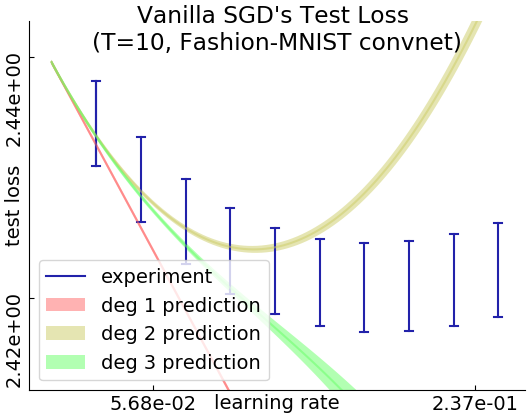 Vanilla SGD's Test Loss
(T=10, Fashion-MNIST convnet)
2.44e+00
test loss
2.42e+00
experiment
deg 1 prediction
deg 2 prediction
deg 3 prediction
5.68e-02
learning rate
2.37e-01